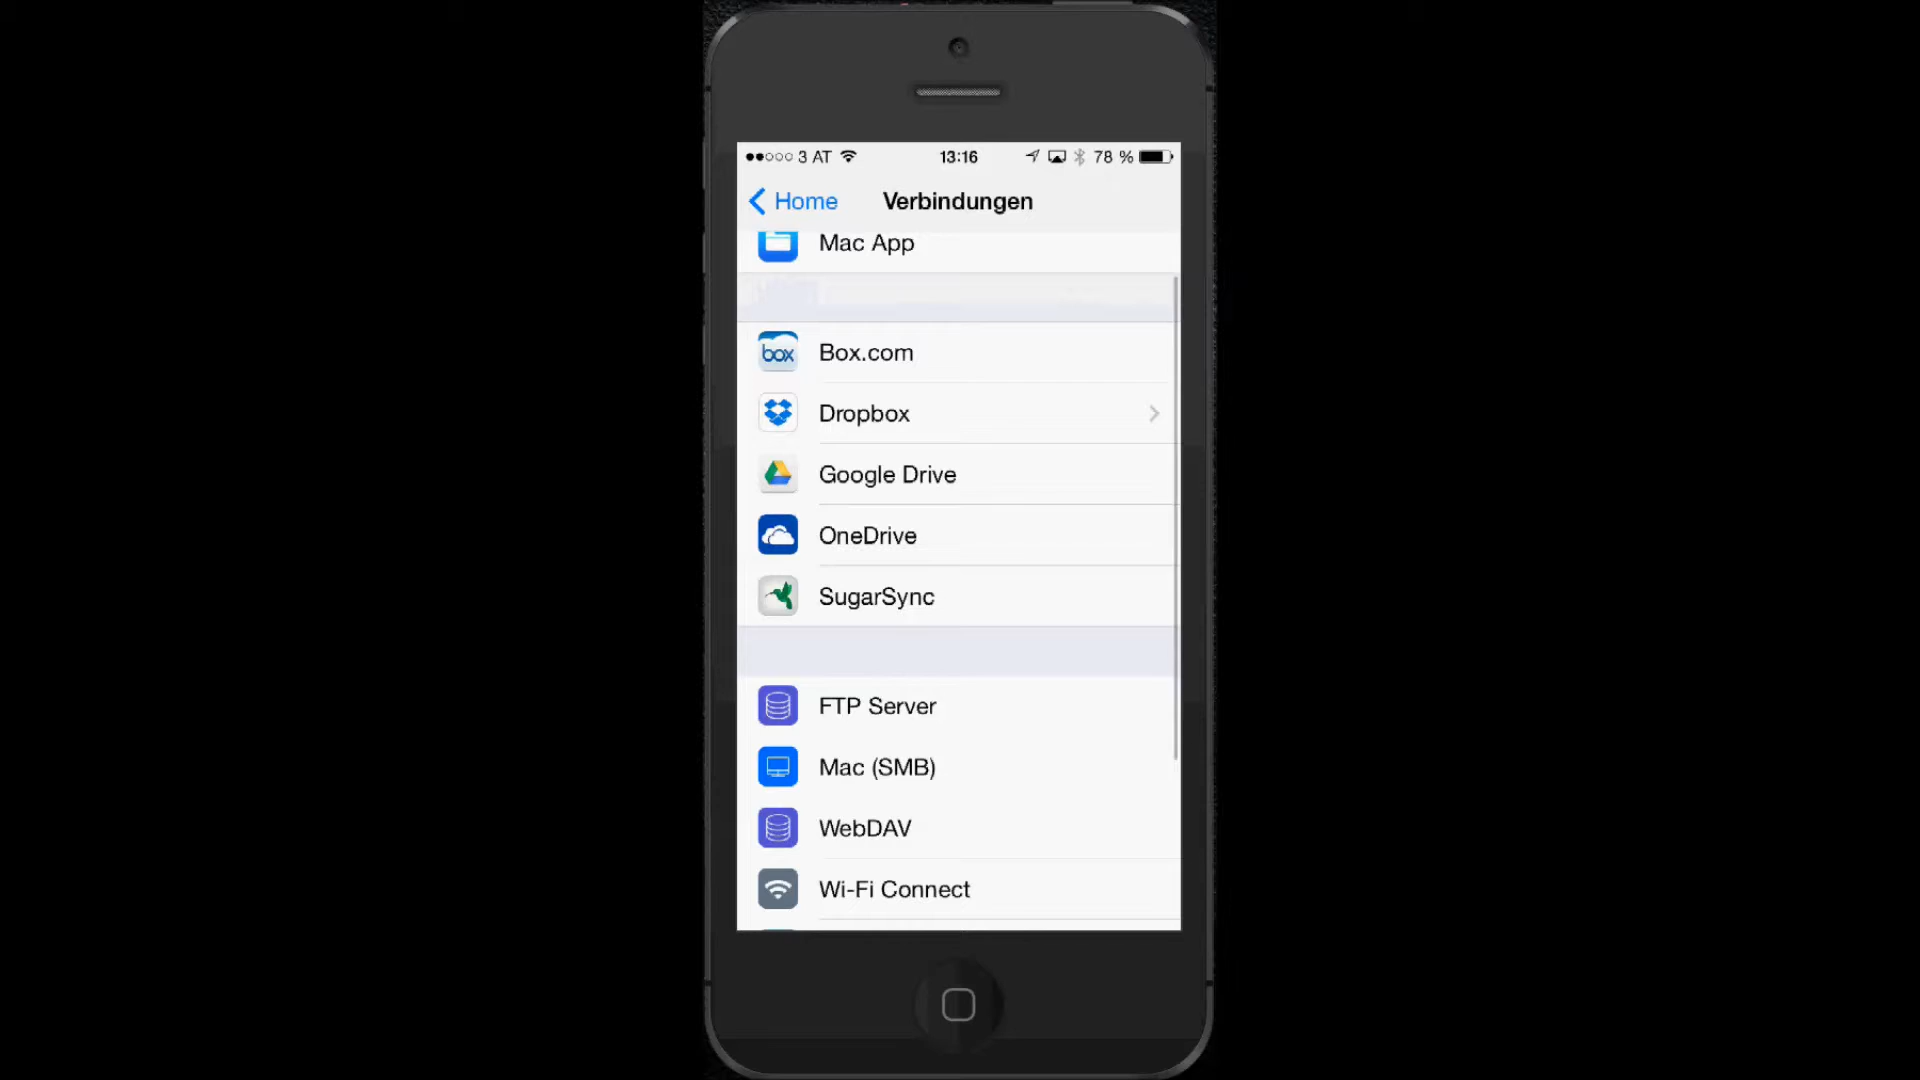 3 AT 13:16 78 %
Home Verbindungen
Mac App
box Box.com
Dropbox
Google Drive
OneDrive
SugarSync
FTP Server
Mac (SMB)
WebDAV
Wi-Fi Connect